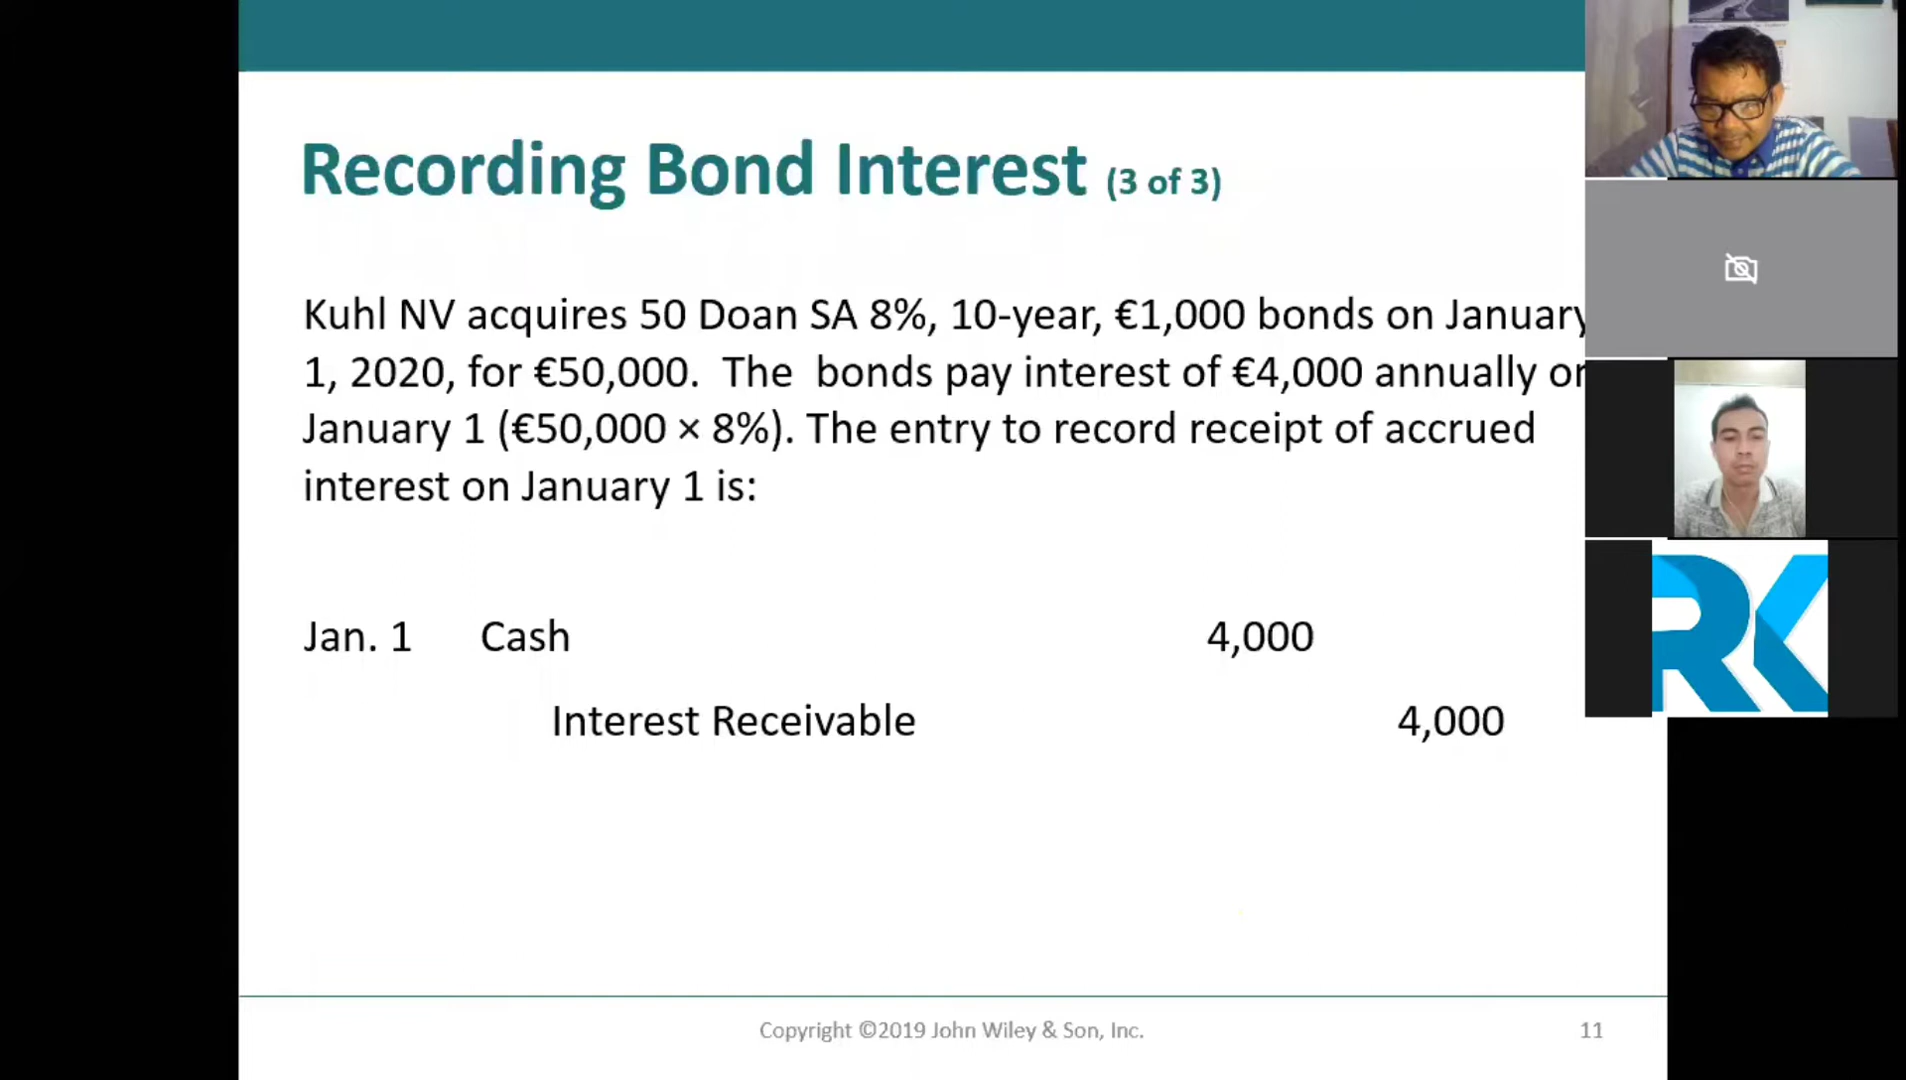 Recording Bond Interest (3 of 3)
Kuhl NV acquires 50 Doan SA 8%, 10-year, €1,000 bonds on January
1, 2020, for €50,000. The bonds pay interest of €4,000 annually on
January 1 (€50,000 × 8%). The entry to record receipt of accrued
interest on January 1 is:
Jan. 1 Cash 4,000
Interest Receivable 4,000
Copyright ©2019 John Wiley & Son, Inc. 11
RK